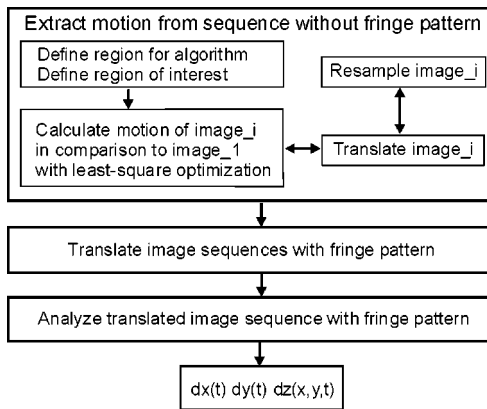 Extract motion from sequence without fringe pattern
Define region for algorithm
Define region of interest
Resample image_i
Calculate motion of image_i
in comparison to image_1
with least-square optimization
Translate image_i
Translate image sequences with fringe pattern
Analyze translated image sequence with fringe pattern
dx(t) dy(t) dz(x,y,t)